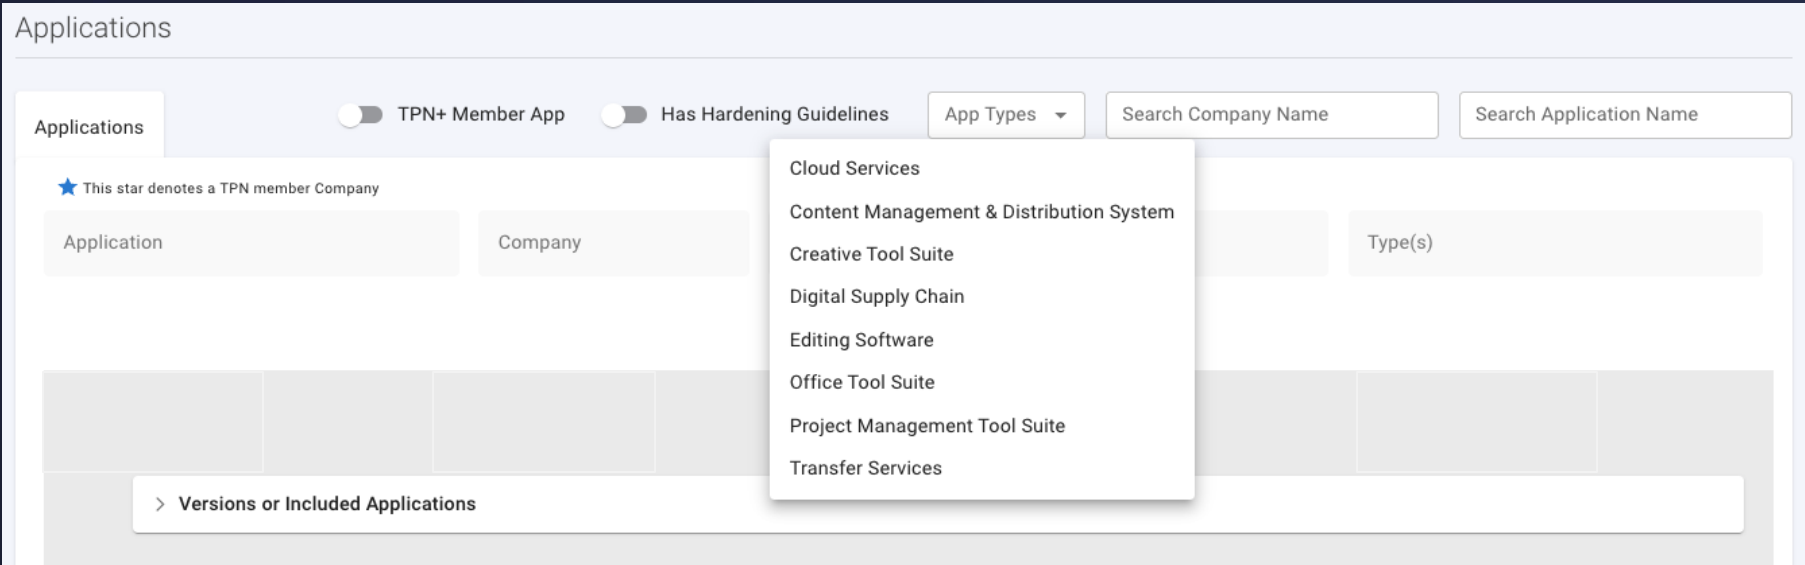 Applications
Applications
TPN+ Member App
Has Hardening Guidelines
App Types
Search Company Name
Search Application Name
This star denotes a TPN member Company
Application
Company
Type(s)
Cloud Services
Content Management & Distribution System
Creative Tool Suite
Digital Supply Chain
Editing Software
Office Tool Suite
Project Management Tool Suite
Transfer Services
Versions or Included Applications